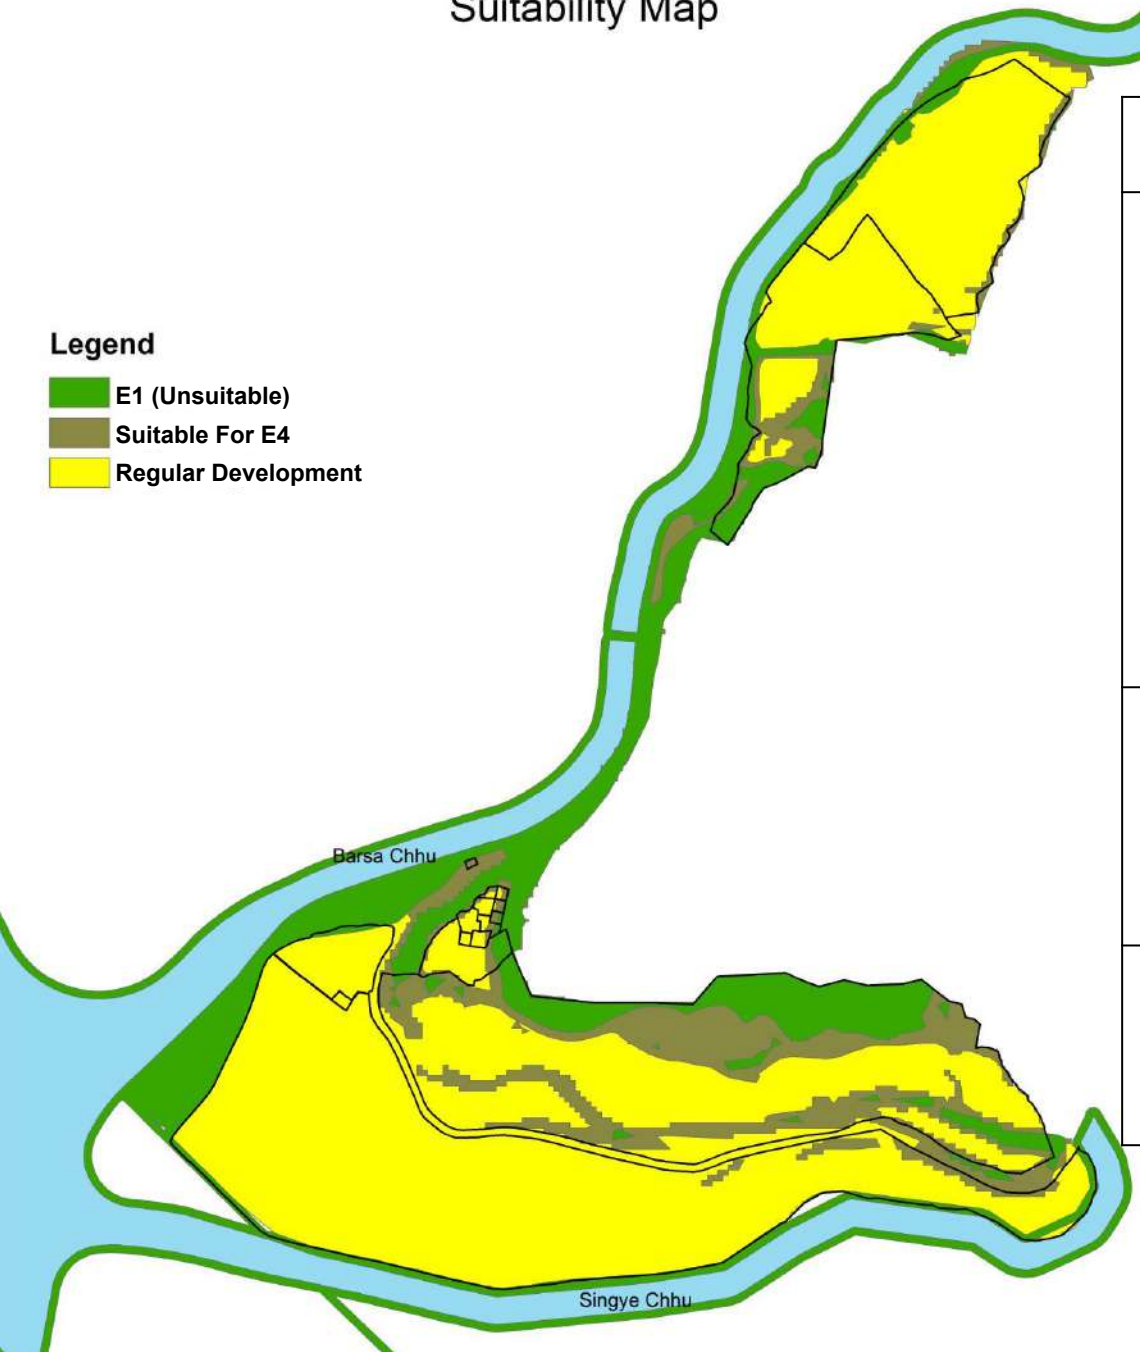 Suitability Map
Legend
E1 (Unsuitable)
Suitable For E4
Regular Development
Barsa Chhu
Singye Chhu